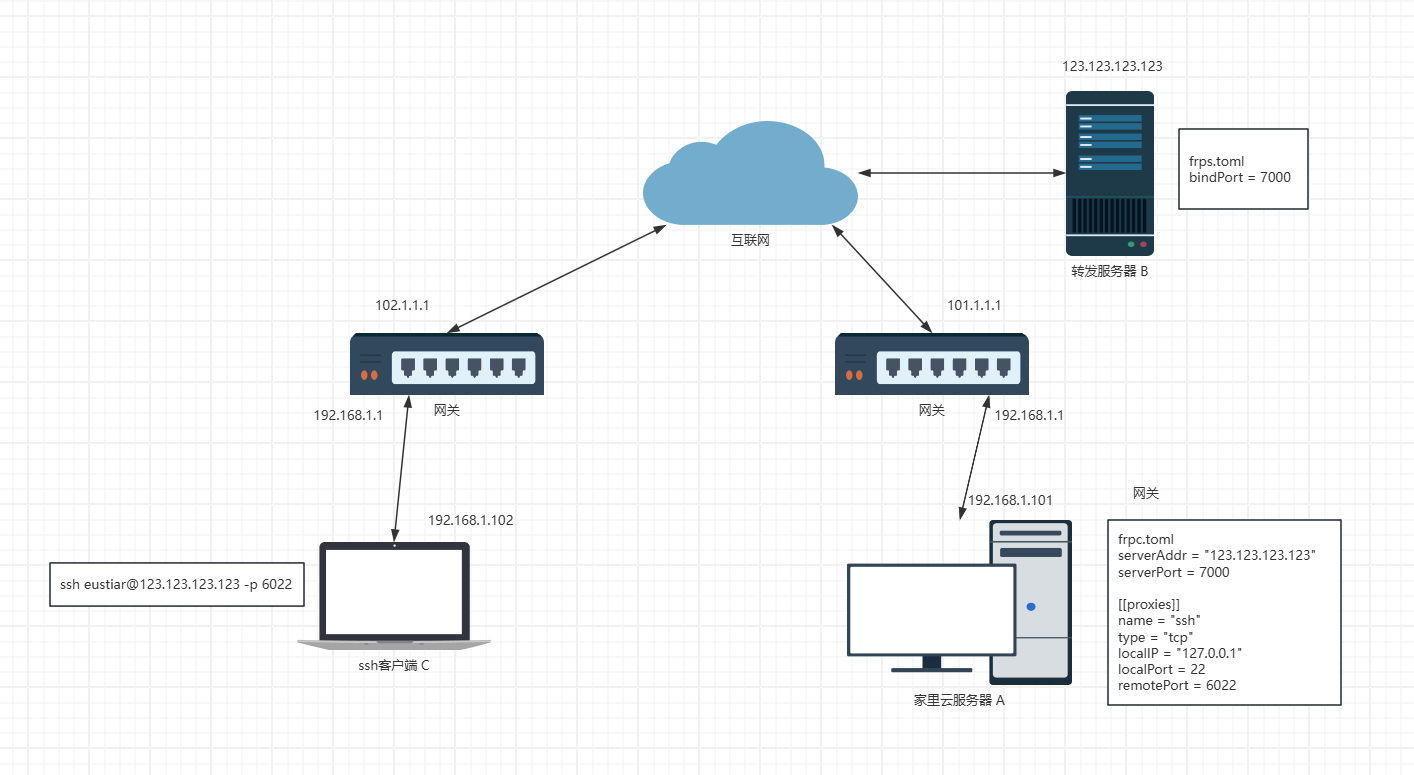 123.123.123.123
frps.toml
bindPort = 7000
互联网
转发服务器 B
102.1.1.1
101.1.1.1
192.168.1.1
网关
网关
192.168.1.1
192.168.1.101
网关
192.168.1.102
ssh eustiar@123.123.123.123 -p 6022
ssh客户端 C
frpc.toml
serverAddr = "123.123.123.123"
serverPort = 7000
[[proxies]]
name = "ssh"
type = "tcp"
localIP = "127.0.0.1"
localPort = 22
remotePort = 6022
家里云服务器 A